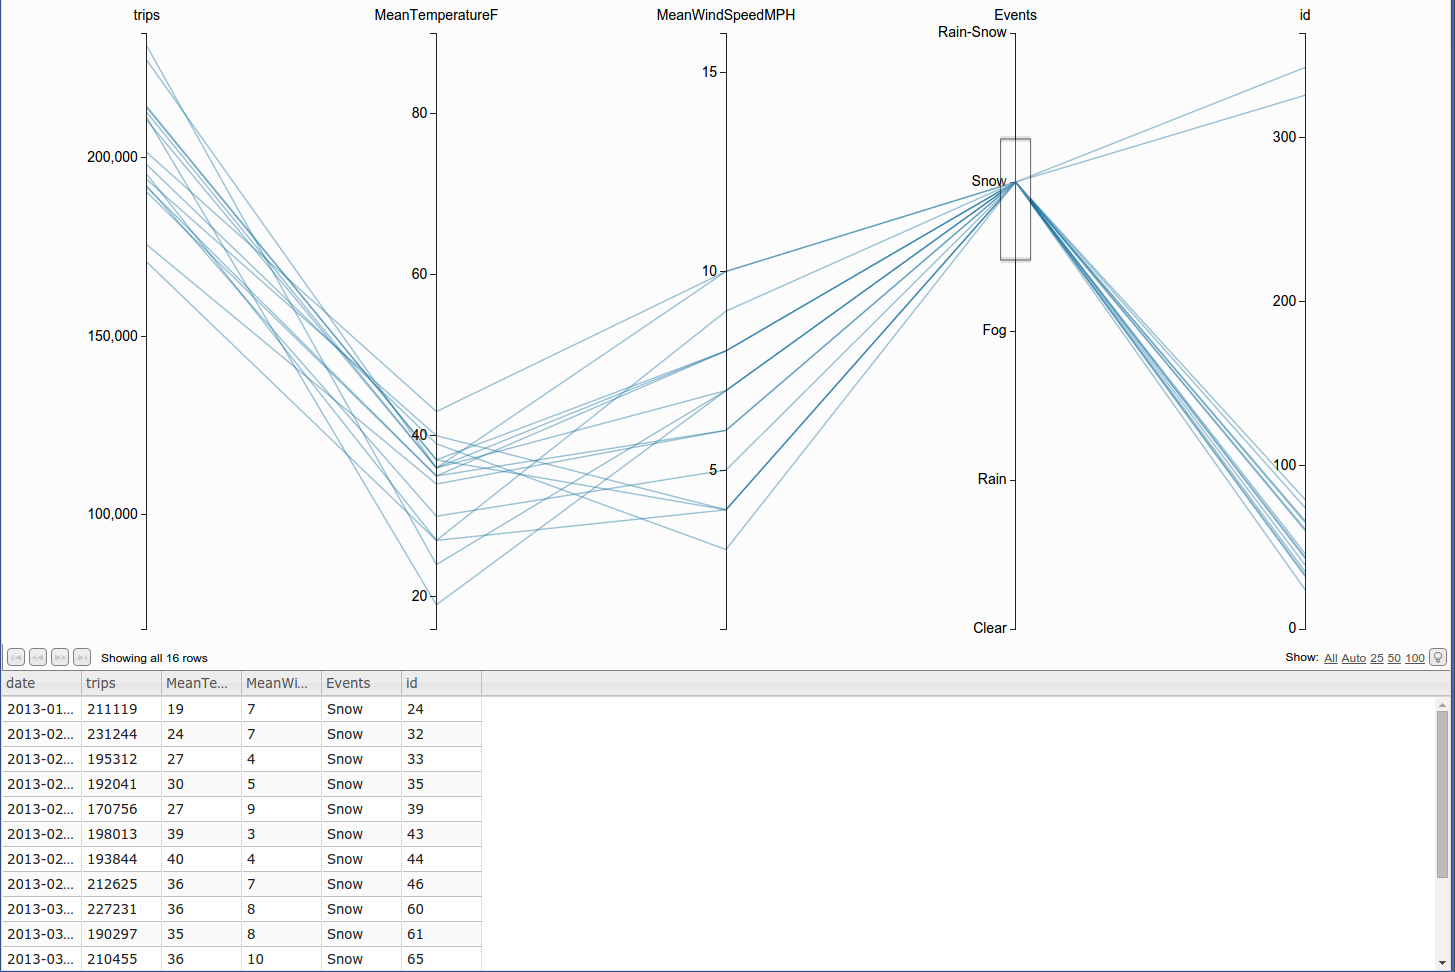 trips MeanTemperatureF MeanWindSpeedMPH Events id
Rain-Snow
15
80
300
200,000
Snow
10
60
200
Fog
150,000
40
100
5
Rain
100,000
20
Clear 0
Showing all 16 rows Show: All Auto 25 50 100
date trips MeanTe... MeanWi... Events id
2013-01... 211119 19 7 Snow 24
2013-02... 231244 24 7 Snow 32
2013-02... 195312 27 4 Snow 33
2013-02... 192041 30 5 Snow 35
2013-02... 170756 27 9 Snow 39
2013-02... 198013 39 3 Snow 43
2013-02... 193844 40 4 Snow 44
2013-02... 212625 36 7 Snow 46
2013-03... 227231 36 8 Snow 60
2013-03... 190297 35 8 Snow 61
2013-03... 210455 36 10 Snow 65